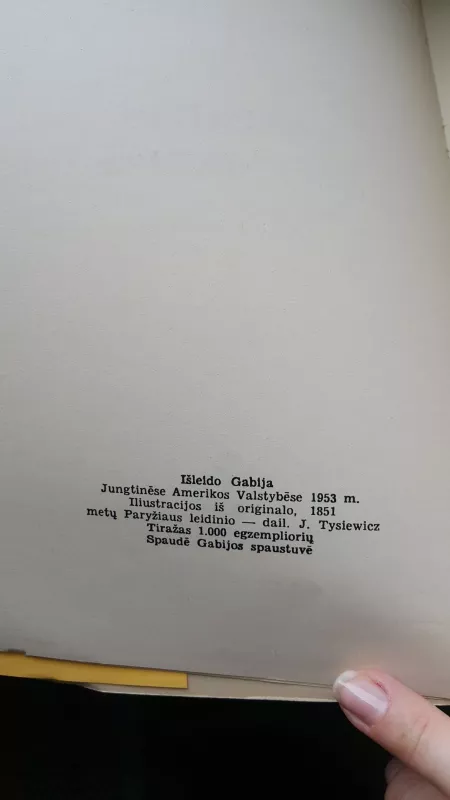 Išleido Gabija
Jungtinėse Amerikos Valstybėse 1953 m.
Iliustracijos iš originalo, 1851
metų Paryžiaus leidinio — dail. J. Tysiewicz
Tiražas 1.000 egzempliorių
Spaudė Gabijos spaustuvė